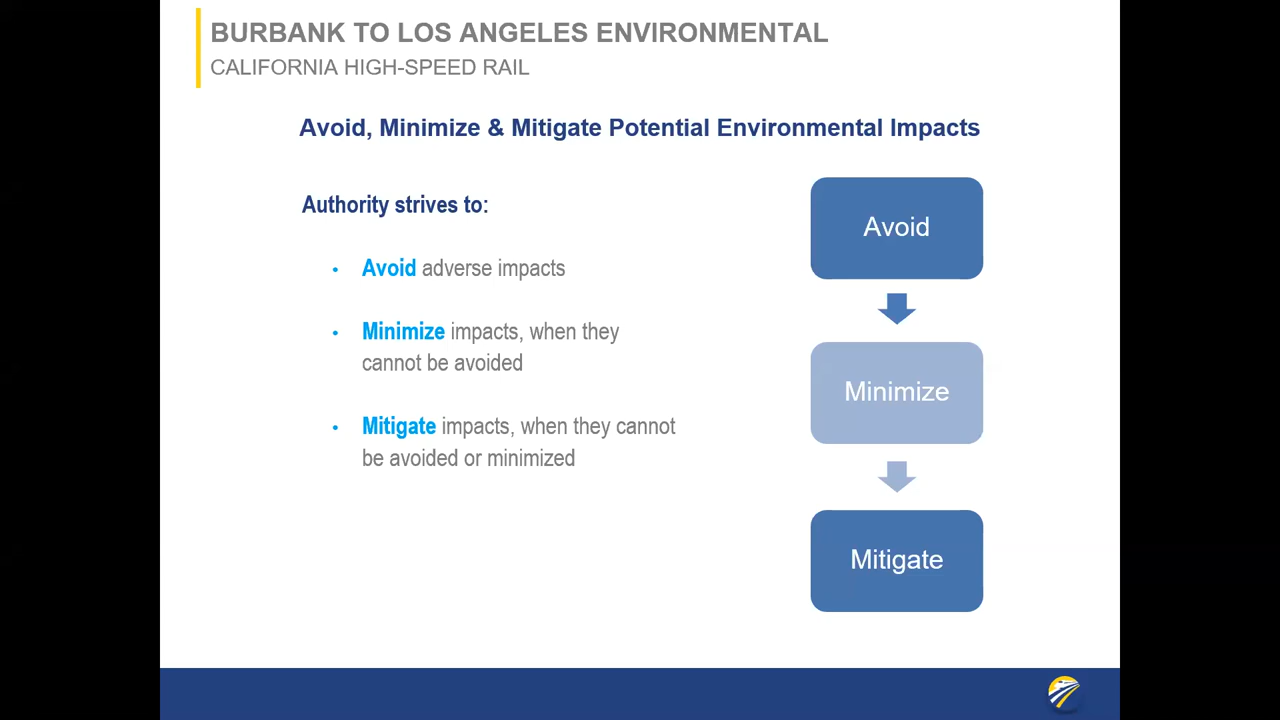 BURBANK TO LOS ANGELES ENVIRONMENTAL
CALIFORNIA HIGH-SPEED RAIL
Avoid, Minimize & Mitigate Potential Environmental Impacts
Authority strives to:
• Avoid adverse impacts
• Minimize impacts, when they
cannot be avoided
• Mitigate impacts, when they cannot
be avoided or minimized
Avoid
Minimize
Mitigate